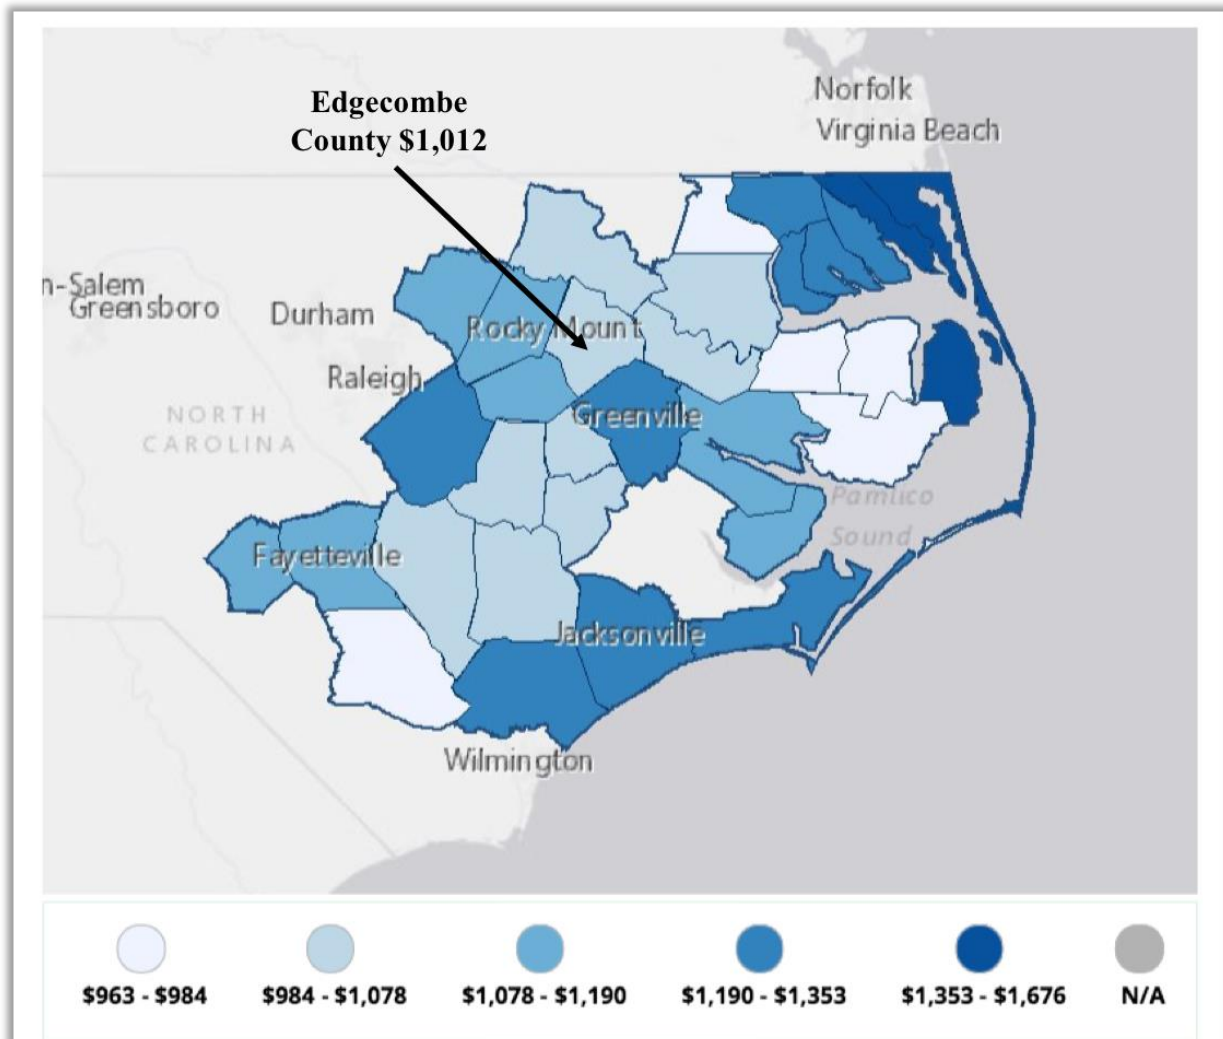 Norfolk
Virginia Beach
Edgecombe
County $1,012
n-Salem
Greensboro
Durham
Rocky Mount
Raleigh
NORTH
CAROLINA
Greenville
Pamlico
Sound
Fayetteville
Jacksonville
Wilmington
$963 - $984
$984 - $1,078
$1,078 - $1,190
$1,190 - $1,353
$1,353 - $1,676
N/A